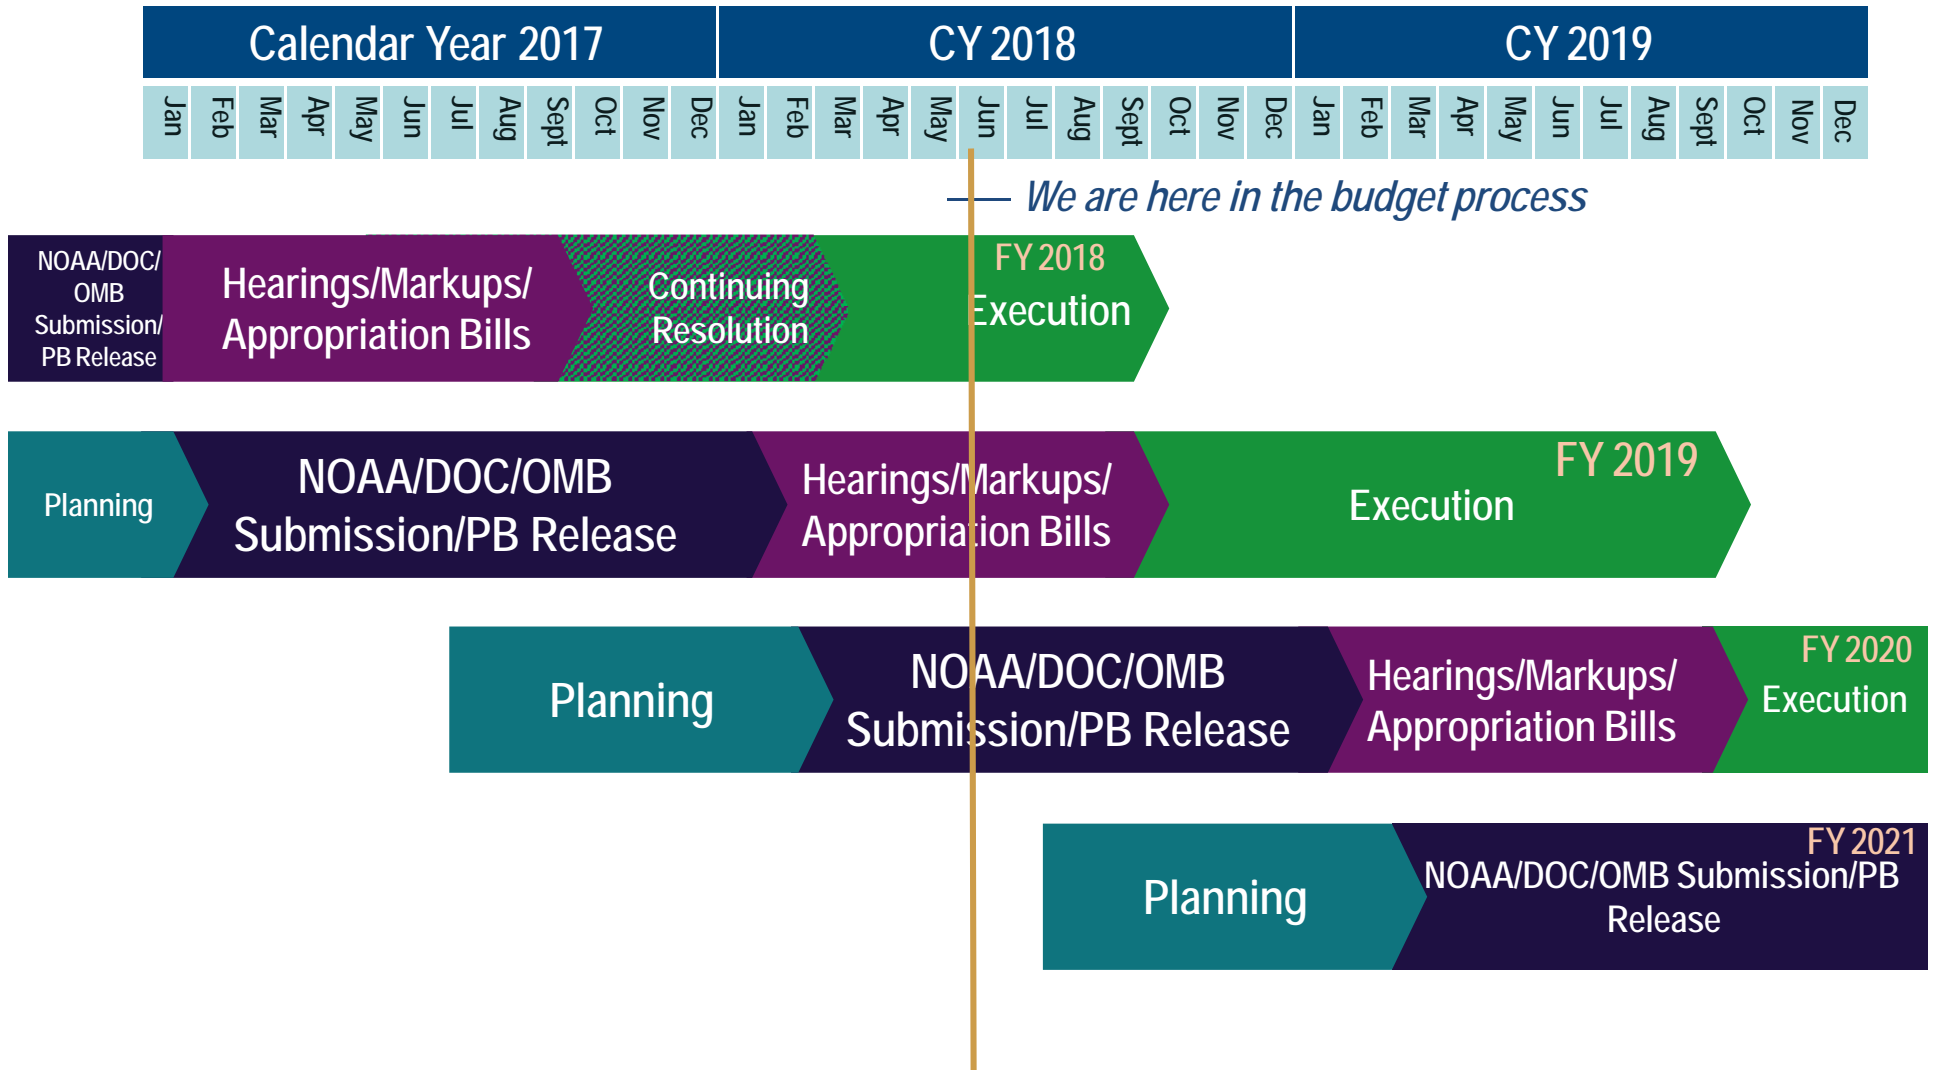 Calendar Year 2017 CY 2018 CY 2019
Jan Feb Mar Apr May Jun Jul Aug Sept Oct Nov Dec Jan Feb Mar Apr May Jun Jul Aug Sept Oct Nov Dec Jan Feb Mar Apr May Jun Jul Aug Sept Oct Nov Dec
We are here in the budget process
NOAA/DOC/
OMB
Submission/
PB Release
Hearings/Markups/
Appropriation Bills
Continuing
Resolution
FY 2018
Execution
Planning
NOAA/DOC/OMB
Submission/PB Release
Hearings/Markups/
Appropriation Bills
FY 2019
Execution
Planning
NOAA/DOC/OMB
Submission/PB Release
Hearings/Markups/
Appropriation Bills
FY 2020
Execution
Planning
FY 2021
NOAA/DOC/OMB Submission/PB
Release